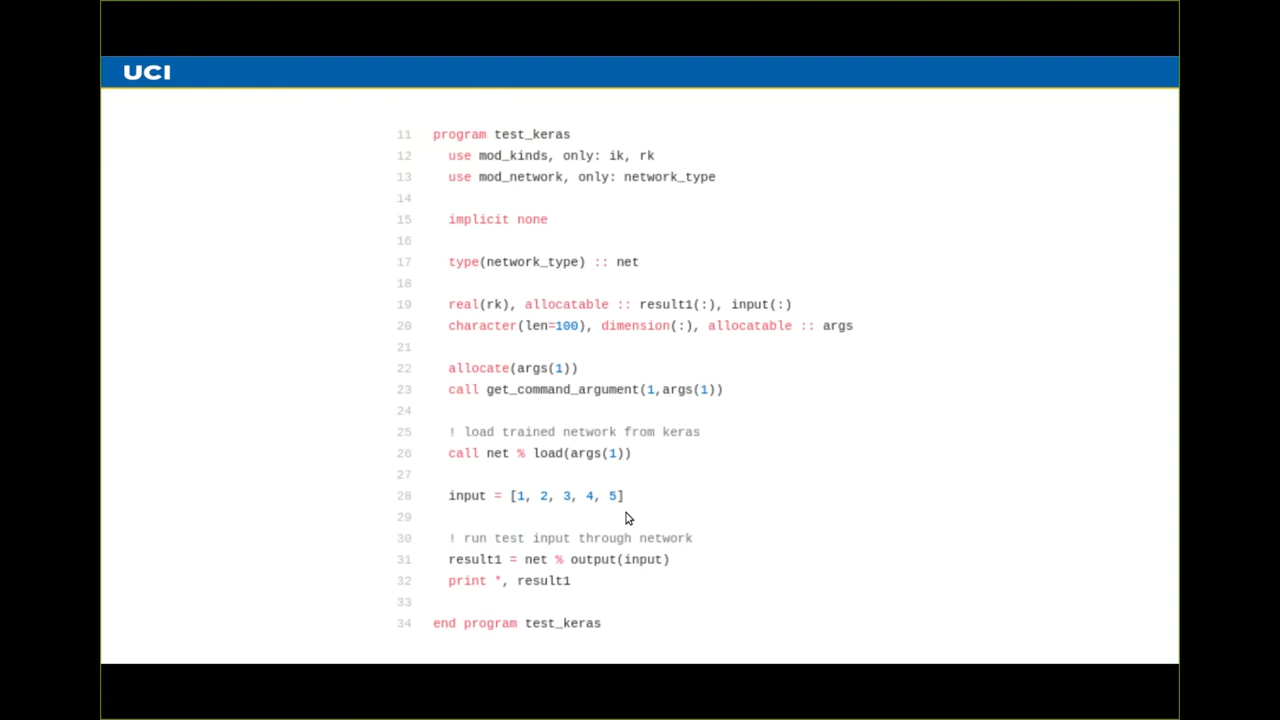 UCI
11 program test_keras
12 use mod_kinds, only: ik, rk
13 use mod_network, only: network_type
14
15 implicit none
16
17 type(network_type) :: net
18
19 real(rk), allocatable :: result1(:), input(:)
20 character(len=100), dimension(:), allocatable :: args
21
22 allocate(args(1))
23 call get_command_argument(1,args(1))
24
25 ! load trained network from keras
26 call net % load(args(1))
27
28 input = [1, 2, 3, 4, 5]
29
30 ! run test input through network
31 result1 = net % output(input)
32 print *, result1
33
34 end program test_keras